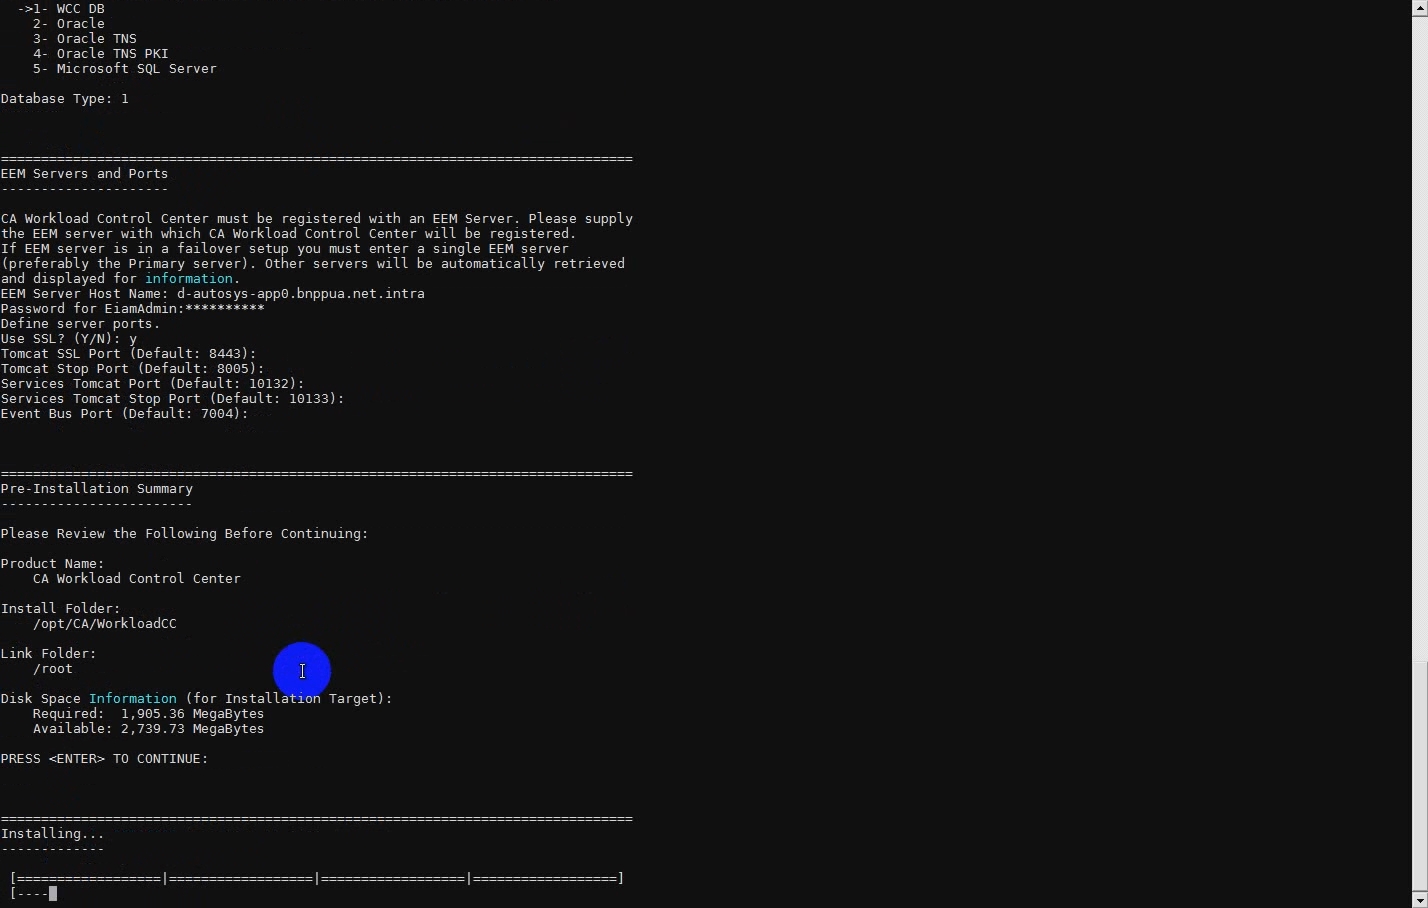 ->1- WCC DB
2- Oracle
3- Oracle TNS
4- Oracle TNS PKI
5- Microsoft SQL Server
Database Type: 1
===============================================================================
EEM Servers and Ports
---------------------
CA Workload Control Center must be registered with an EEM Server. Please supply
the EEM server with which CA Workload Control Center will be registered.
If EEM server is in a failover setup you must enter a single EEM server
(preferably the Primary server). Other servers will be automatically retrieved
and displayed for information.
EEM Server Host Name: d-autosys-app0.bnppua.net.intra
Password for EiamAdmin:**********
Define server ports.
Use SSL? (Y/N): y
Tomcat SSL Port (Default: 8443):
Tomcat Stop Port (Default: 8005):
Services Tomcat Port (Default: 10132):
Services Tomcat Stop Port (Default: 10133):
Event Bus Port (Default: 7004):
===============================================================================
Pre-Installation Summary
------------------------
Please Review the Following Before Continuing:
Product Name:
CA Workload Control Center
Install Folder:
/opt/CA/WorkloadCC
Link Folder:
/root
Disk Space Information (for Installation Target):
Required:  1,905.36 MegaBytes
Available: 2,739.73 MegaBytes
PRESS <ENTER> TO CONTINUE:
===============================================================================
Installing...
-------------
[==================|==================|==================|==================]
[----